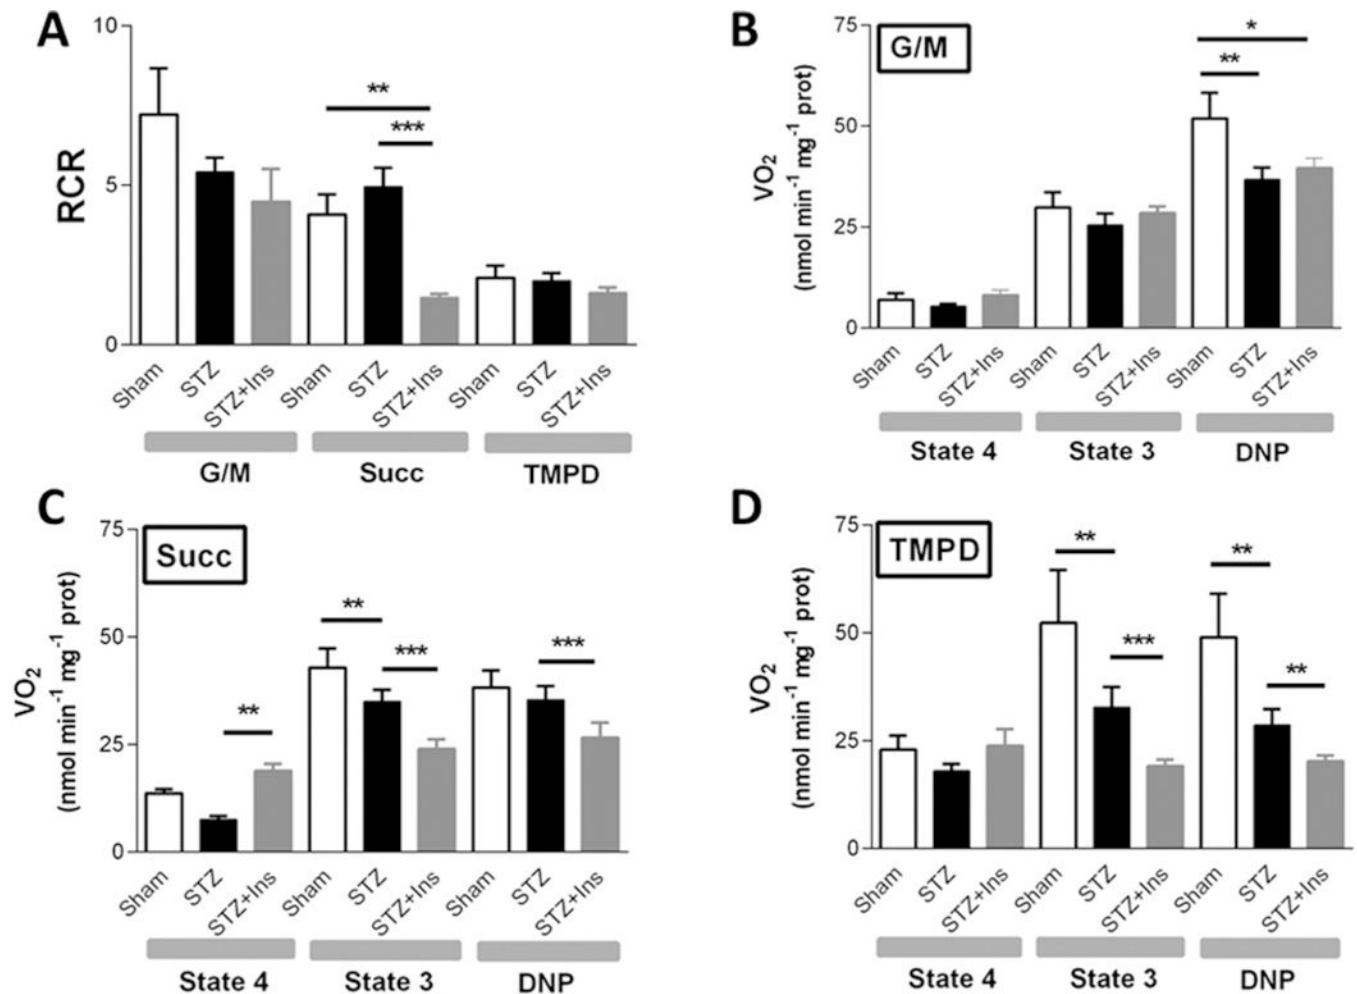 A
10
5
0
RCR
**
***
Sham
STZ
STZ+Ins
Sham
STZ
STZ+Ins
Sham
STZ
STZ+Ins
G/M
Succ
TMPD
B
75
50
25
0
VO2
(nmol min-1 mg-1 prot)
G/M
*
**
Sham
STZ
STZ+Ins
Sham
STZ
STZ+Ins
Sham
STZ
STZ+Ins
State 4
State 3
DNP
C
75
50
25
0
VO2
(nmol min-1 mg-1 prot)
Succ
**
**
***
***
Sham
STZ
STZ+Ins
Sham
STZ
STZ+Ins
Sham
STZ
STZ+Ins
State 4
State 3
DNP
D
75
50
25
0
VO2
(nmol min-1 mg-1 prot)
TMPD
**
***
**
**
Sham
STZ
STZ+Ins
Sham
STZ
STZ+Ins
Sham
STZ
STZ+Ins
State 4
State 3
DNP